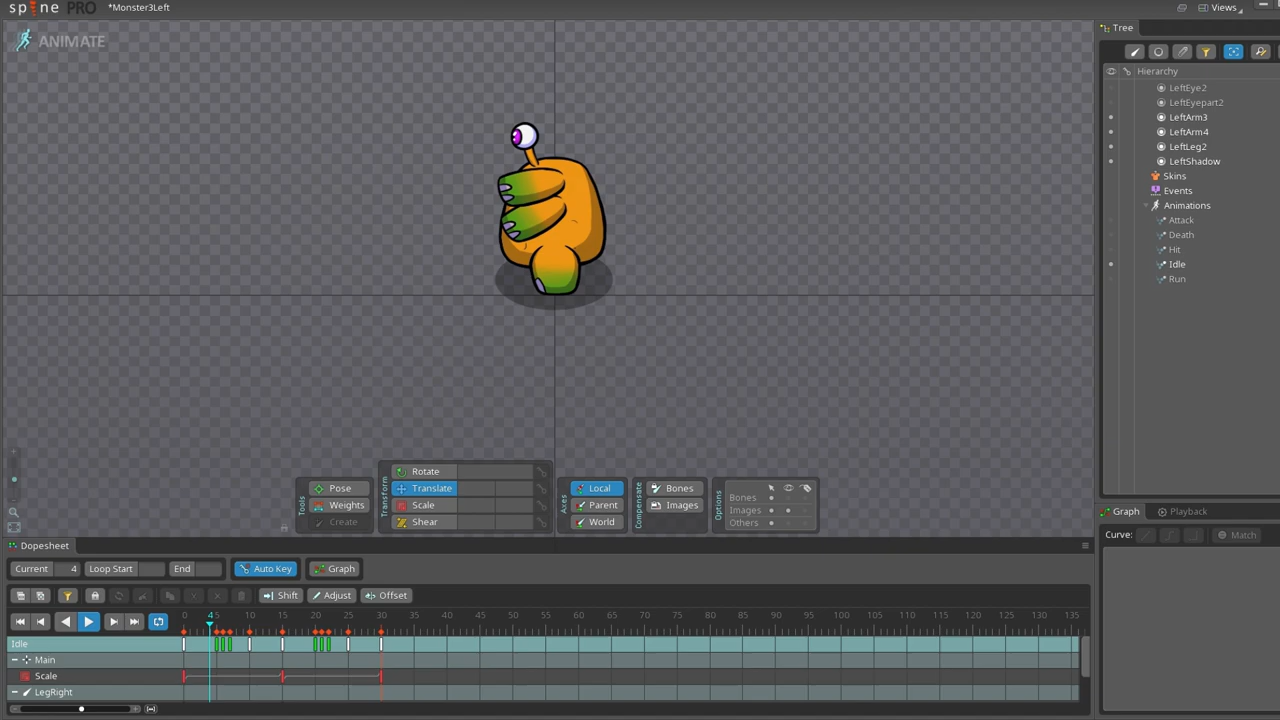 spine PRO *Monster3Left Views
ANIMATE
Tree
Hierarchy
LeftEye2
LeftEyepart2
LeftArm3
LeftArm4
LeftLeg2
LeftShadow
Skins
Events
Animations
Attack
Death
Hit
Idle
Run
Tools
Pose
Weights
Create
Transform
Rotate
Translate
Scale
Shear
Axes
Local
Parent
World
Compensate
Bones
Images
Options
Bones
Images
Others
Graph Playback
Curve: Match
Dopesheet
Current 4 Loop Start End Auto Key Graph
Shift Adjust Offset
0 4 5 10 15 20 25 30 35 40 45 50 55 60 65 70 75 80 85 90 95 100 105 110 115 120 125 130 135
Idle
Main
Scale
LegRight